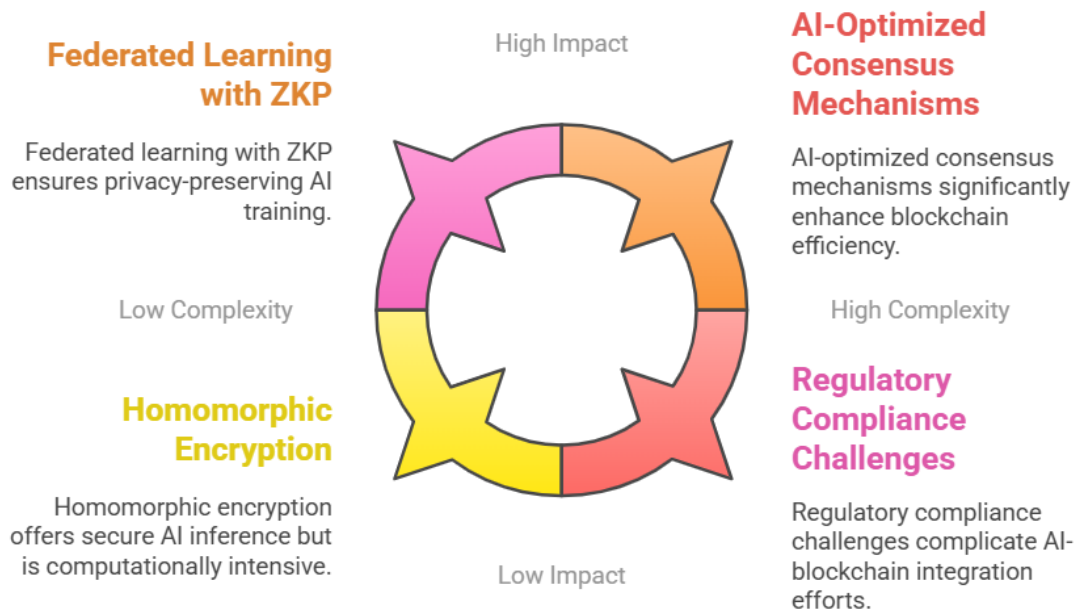 High Impact
Federated Learning
with ZKP
Federated learning with ZKP
ensures privacy-preserving AI
training.
AI-Optimized
Consensus
Mechanisms
AI-optimized consensus
mechanisms significantly
enhance blockchain
efficiency.
Low Complexity
High Complexity
Homomorphic
Encryption
Homomorphic encryption
offers secure AI inference but
is computationally intensive.
Regulatory
Compliance
Challenges
Regulatory compliance
challenges complicate AI-
blockchain integration
efforts.
Low Impact